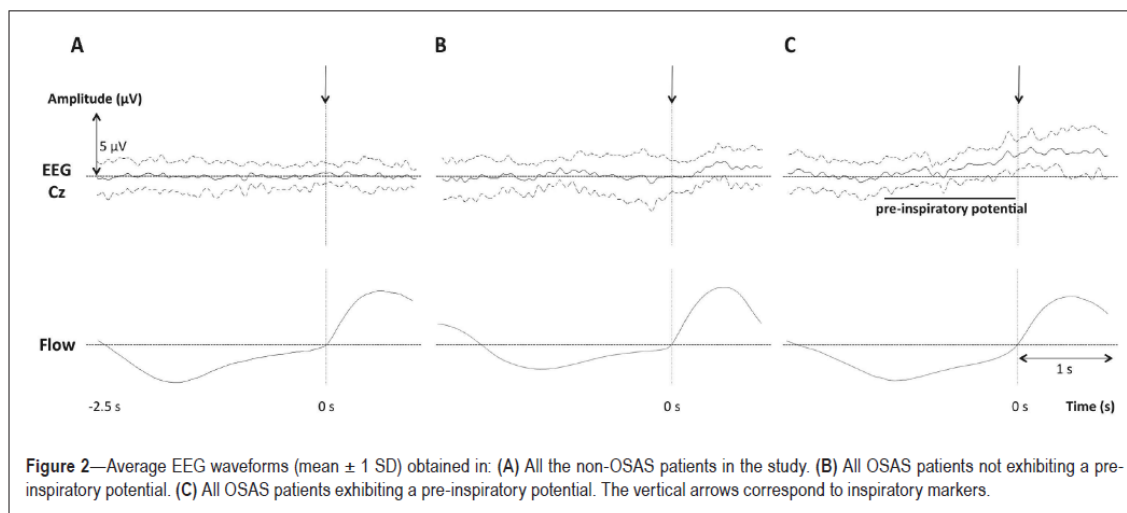 A
B
C
Amplitude (µV)
5 µV
EEG
Cz
pre-inspiratory potential
Flow
1 s
-2.5 s
0 s
0 s
0 s
Time (s)
Figure 2—Average EEG waveforms (mean ± 1 SD) obtained in: (A) All the non-OSAS patients in the study. (B) All OSAS patients not exhibiting a pre-
inspiratory potential. (C) All OSAS patients exhibiting a pre-inspiratory potential. The vertical arrows correspond to inspiratory markers.